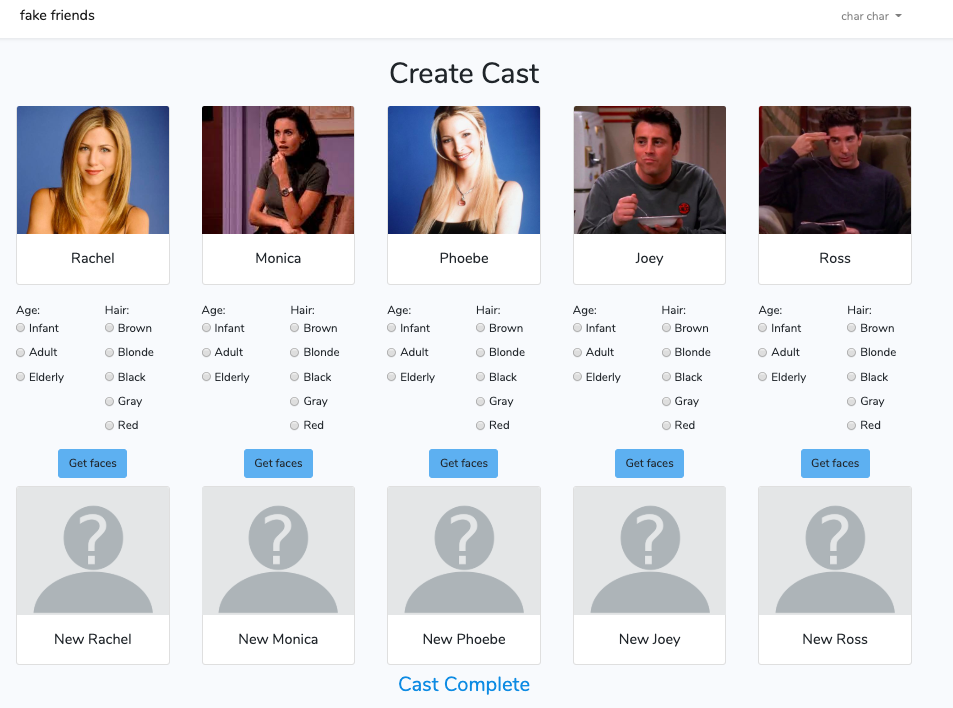 fake friends char char
Create Cast
Rachel Monica Phoebe Joey Ross
Age: Hair: Age: Hair: Age: Hair: Age: Hair: Age: Hair:
Infant Brown Infant Brown Infant Brown Infant Brown Infant Brown
Adult Blonde Adult Blonde Adult Blonde Adult Blonde Adult Blonde
Elderly Black Elderly Black Elderly Black Elderly Black Elderly Black
Gray Gray Gray Gray Gray
Red Red Red Red Red
Get faces Get faces Get faces Get faces Get faces
? ? ? ? ?
New Rachel New Monica New Phoebe New Joey New Ross
Cast Complete